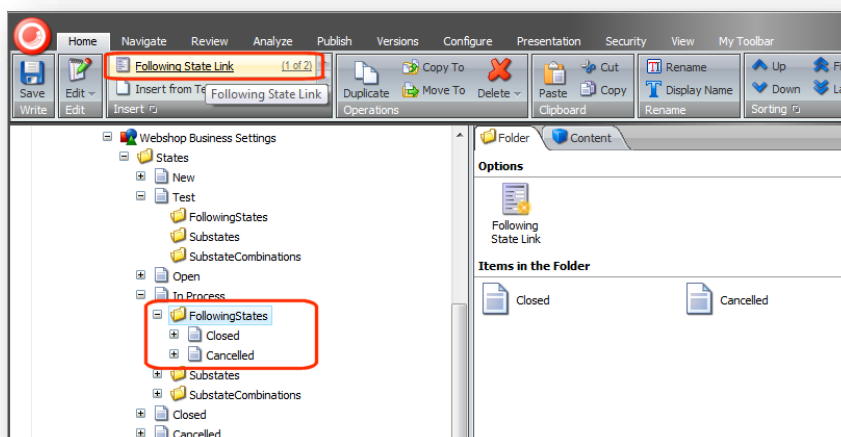 Home Navigate Review Analyze Publish Versions Configure Presentation Security View My Toolbar
Following State Link (1 of 2)
Copy To Cut Rename Up
Save Edit Insert from Te Following State Link Duplicate Move To Delete Paste Copy Display Name Down
Write Edit Insert Operations Clipboard Rename Sorting
Webshop Business Settings
States
New
Test
FollowingStates
Substates
SubstateCombinations
Open
In Process
FollowingStates
Closed
Cancelled
Substates
SubstateCombinations
Closed
Cancelled
Folder Content
Options
Following
State Link
Items in the Folder
Closed Cancelled